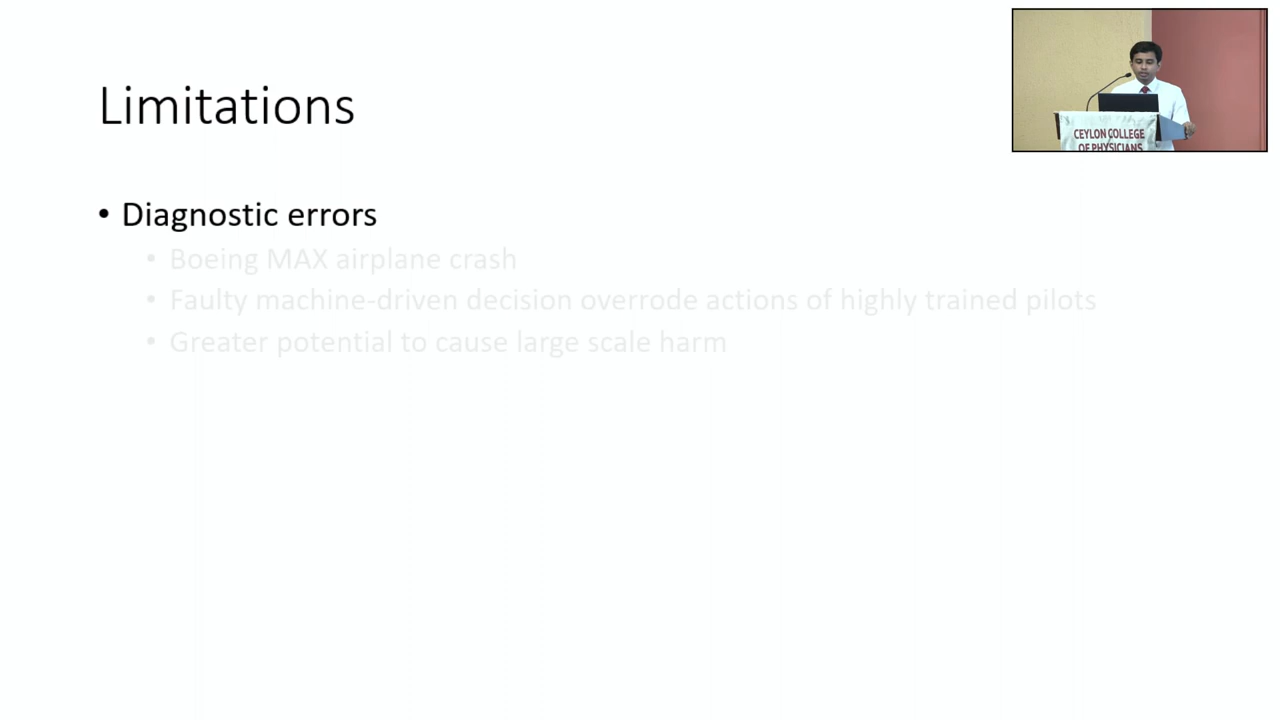 Limitations
• Diagnostic errors
• Boeing MAX airplane crash
• Faulty machine-driven decision overrode actions of highly trained pilots
• Greater potential to cause large scale harm
CEYLON COLLEGE
OF PHYSICIANS